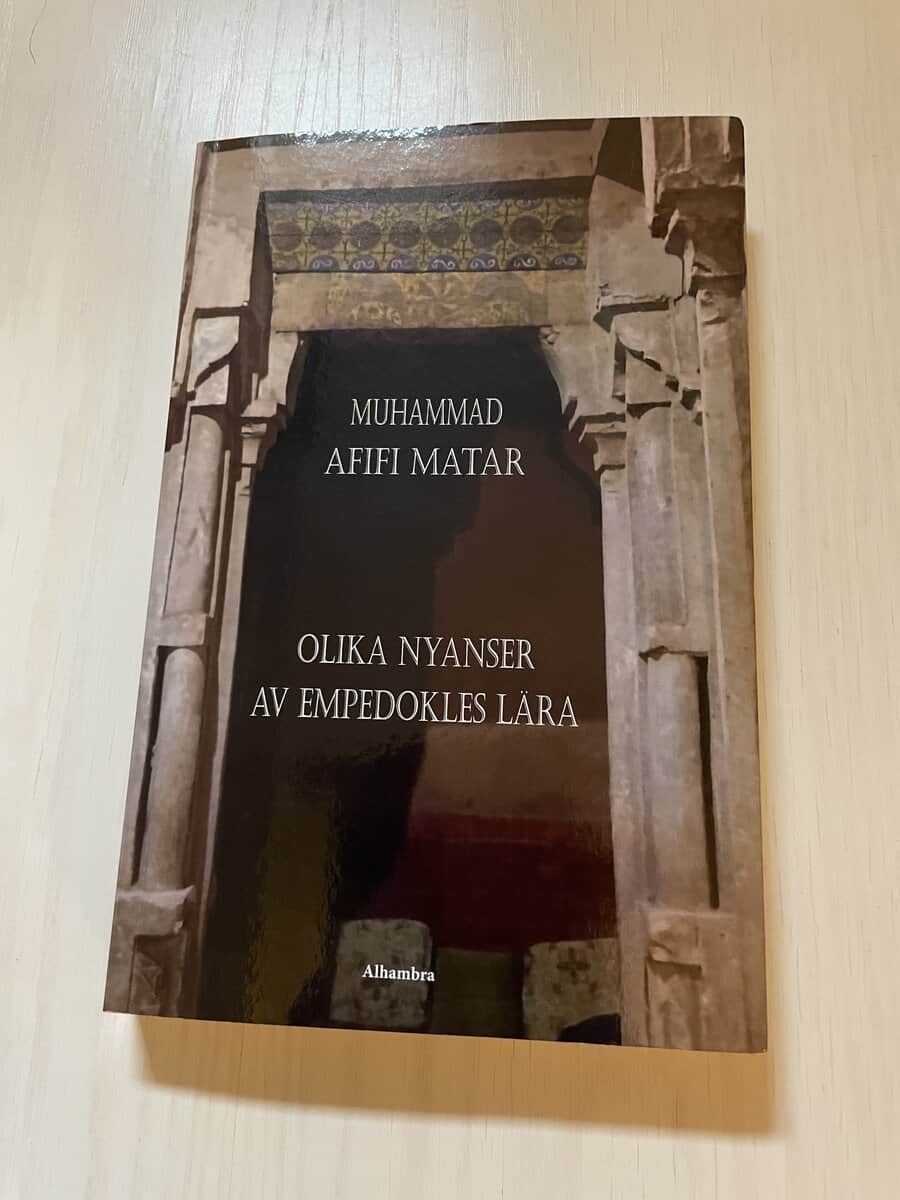 MUHAMMAD
AFIFI MATAR
OLIKA NYANSER
AV EMPEDOKLES LÄRA
Alhambra